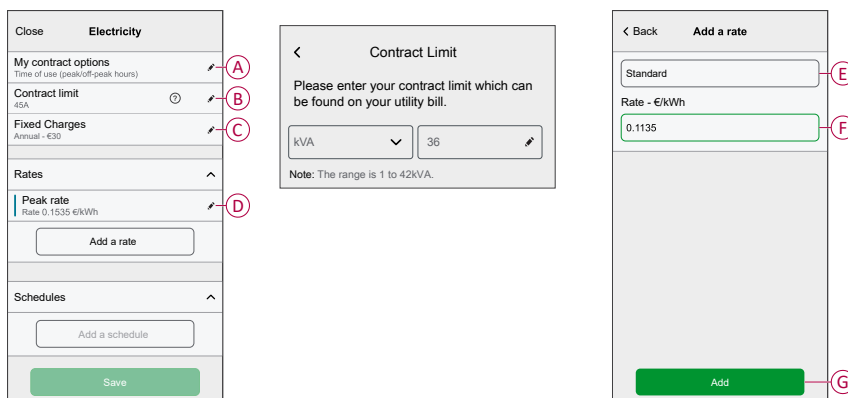 Close Electricity
My contract options
Time of use (peak/off-peak hours)
A
Contract limit
45A
?
B
Fixed Charges
Annual - €30
C
Rates
Peak rate
Rate 0.1535 €/kWh
D
Add a rate
Schedules
Add a schedule
Save
Contract Limit
Please enter your contract limit which can
be found on your utility bill.
kVA 36
Note: The range is 1 to 42kVA.
Back Add a rate
Standard
E
Rate - €/kWh
0.1135
F
Add
G